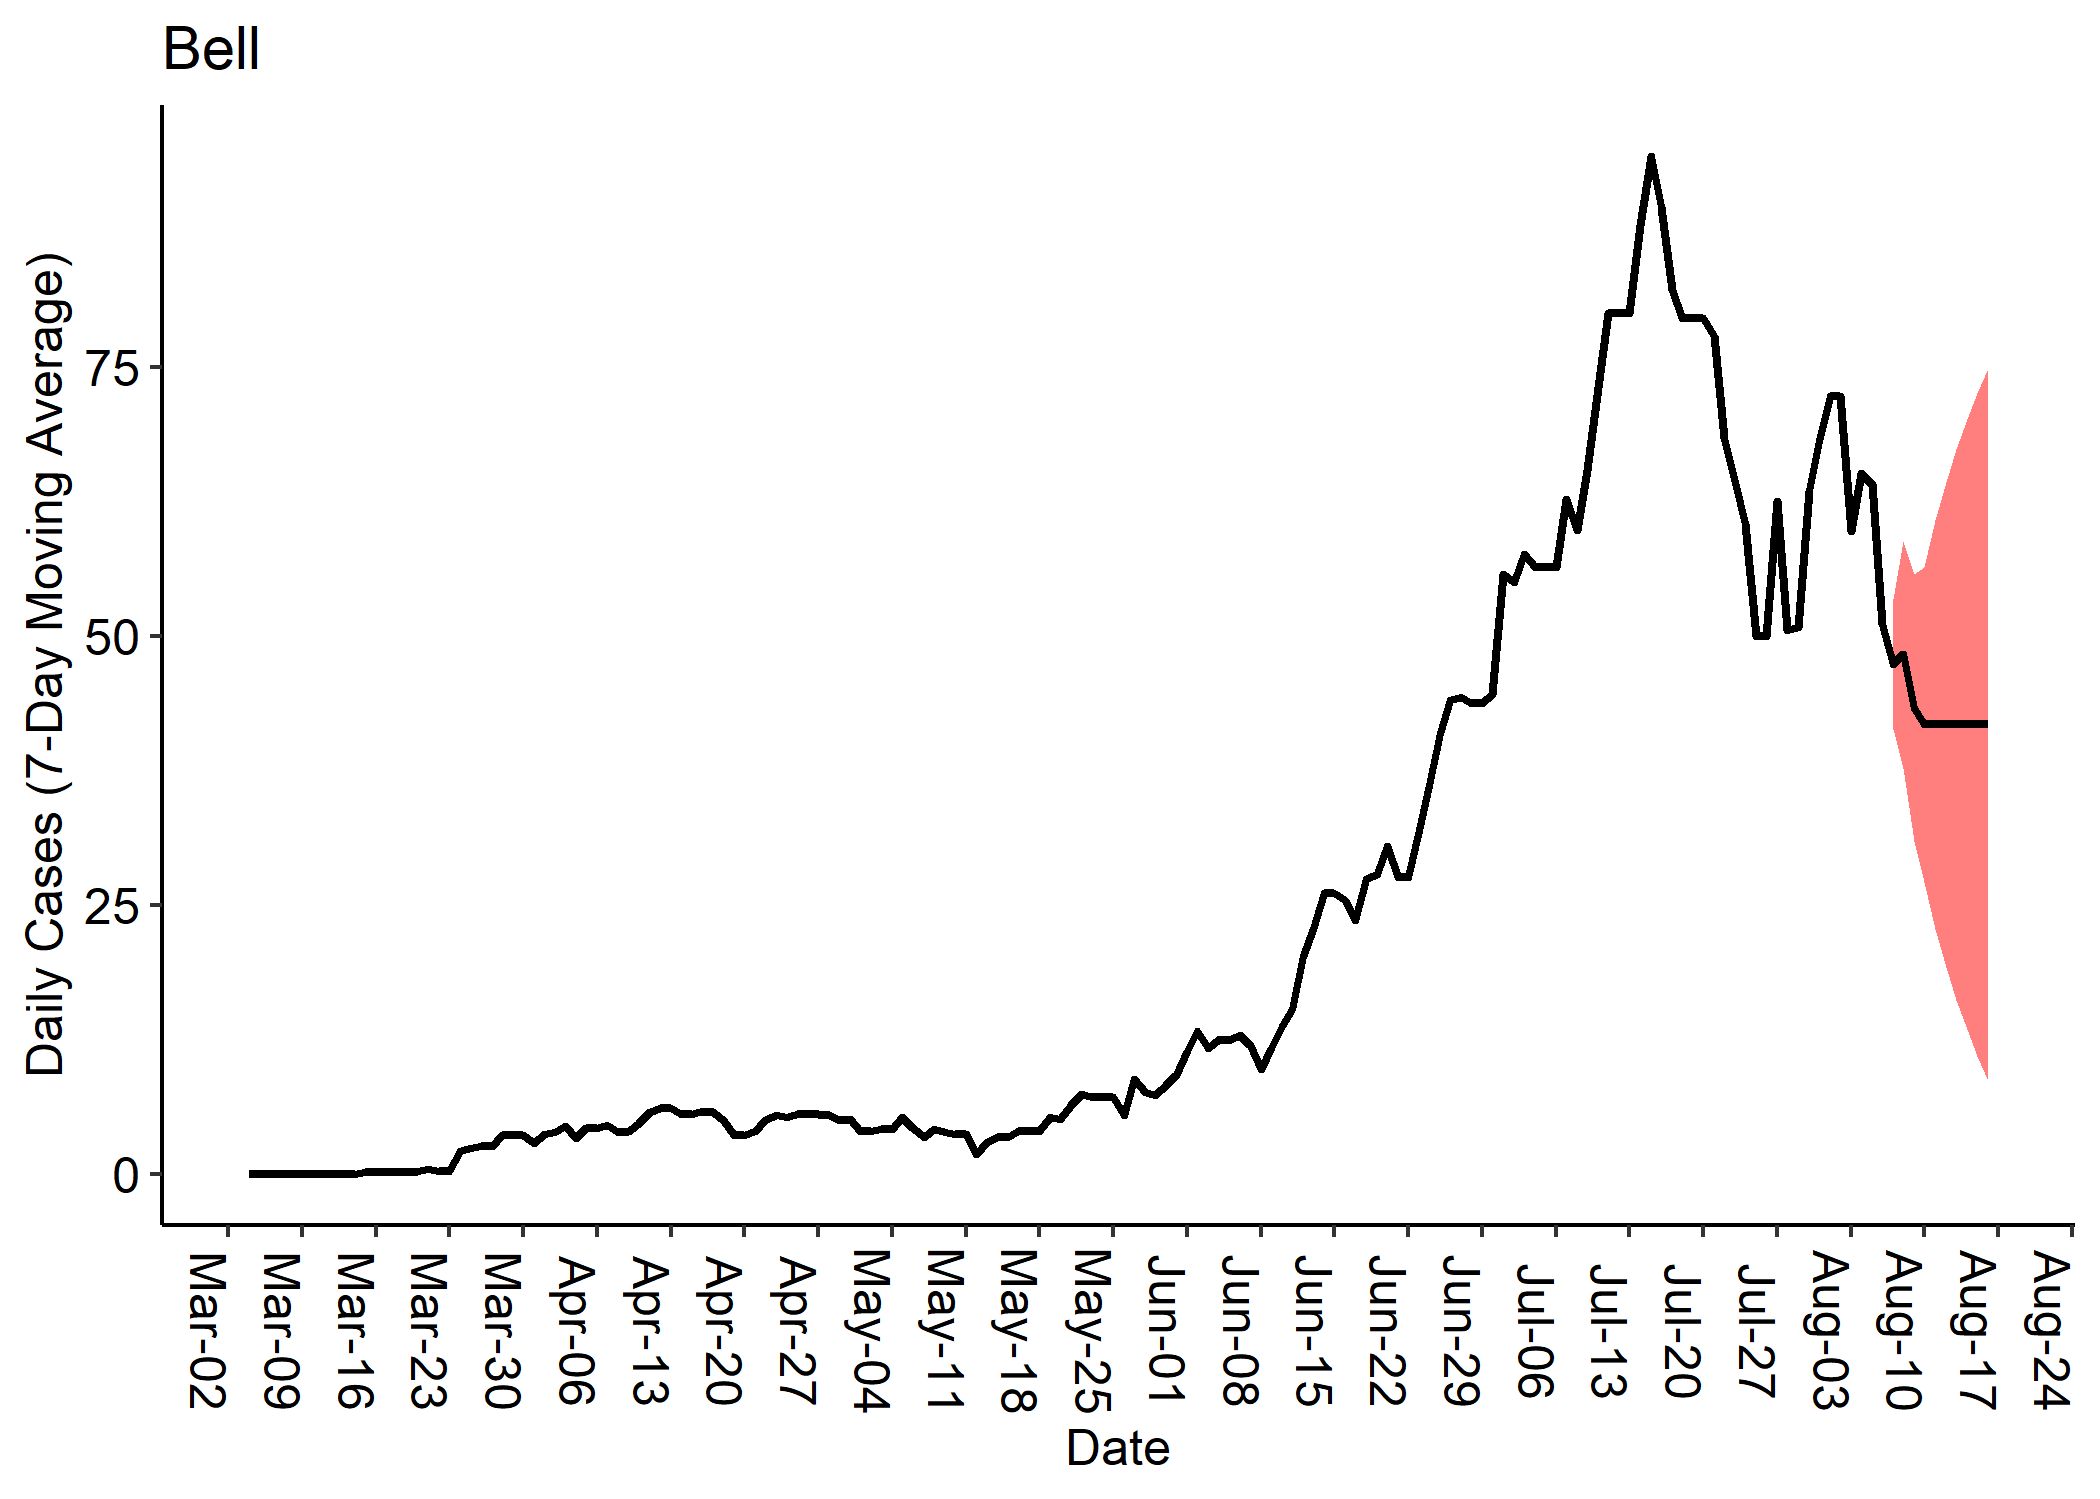 Bell
Daily Cases (7-Day Moving Average)
75
50
25
0
Mar-02
Mar-09
Mar-16
Mar-23
Mar-30
Apr-06
Apr-13
Apr-20
Apr-27
May-04
May-11
May-18
May-25
Jun-01
Jun-08
Jun-15
Jun-22
Jun-29
Jul-06
Jul-13
Jul-20
Jul-27
Aug-03
Aug-10
Aug-17
Aug-24
Date